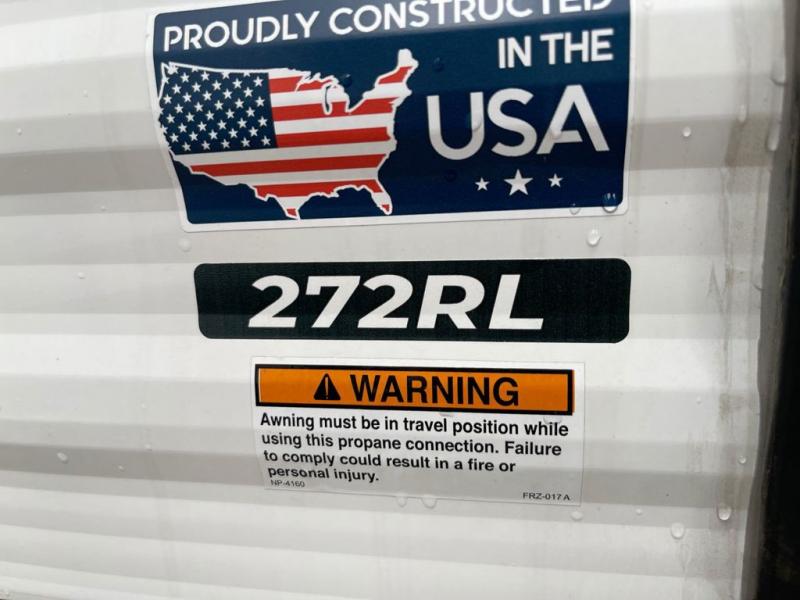 PROUDLY CONSTRUCTED
IN THE
USA
272RL
WARNING
Awning must be in travel position while
using this propane connection. Failure
to comply could result in a fire or
personal injury.
NP-4160
FRZ-017A